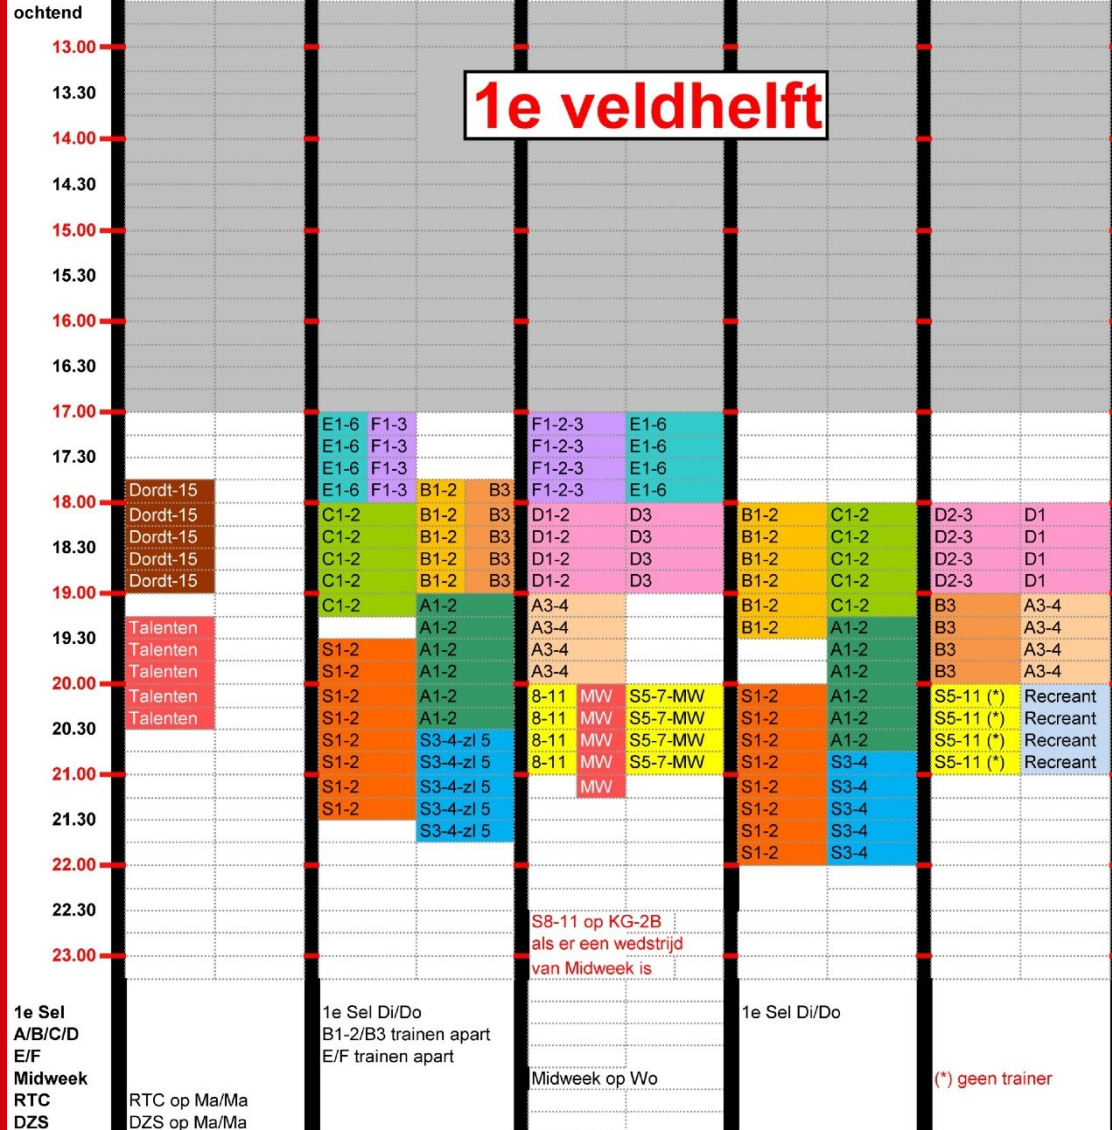 ochtend
13.00
13.30
1e veldhelft
14.00
14.30
15.00
15.30
16.00
16.30
17.00
E1-6 F1-3 F1-2-3 E1-6
E1-6 F1-3 F1-2-3 E1-6
17.30
E1-6 F1-3 F1-2-3 E1-6
Dordt-15 E1-6 F1-3 B1-2 B3 F1-2-3 E1-6
18.00
Dordt-15 C1-2 B1-2 B3 D1-2 D3 B1-2 C1-2 D2-3 D1
Dordt-15 C1-2 B1-2 B3 D1-2 D3 B1-2 C1-2 D2-3 D1
18.30
Dordt-15 C1-2 B1-2 B3 D1-2 D3 B1-2 C1-2 D2-3 D1
Dordt-15 C1-2 B1-2 B3 D1-2 D3 B1-2 C1-2 D2-3 D1
19.00
C1-2 A1-2 A3-4 B1-2 C1-2 B3 A3-4
Talenten A1-2 A3-4 B1-2 A1-2 B3 A3-4
19.30
Talenten S1-2 A1-2 A3-4 A1-2 B3 A3-4
Talenten S1-2 A1-2 A3-4 A1-2 B3 A3-4
20.00
Talenten S1-2 A1-2 8-11 MW S5-7-MW S1-2 A1-2 S5-11 (*) Recreant
Talenten S1-2 A1-2 8-11 MW S5-7-MW S1-2 A1-2 S5-11 (*) Recreant
20.30
S1-2 S3-4-zl 5 8-11 MW S5-7-MW S1-2 A1-2 S5-11 (*) Recreant
S1-2 S3-4-zl 5 8-11 MW S5-7-MW S1-2 S3-4 S5-11 (*) Recreant
21.00
S1-2 S3-4-zl 5 MW S1-2 S3-4
S1-2 S3-4-zl 5 S1-2 S3-4
21.30
S3-4-zl 5 S1-2 S3-4
S1-2 S3-4
22.00
22.30
S8-11 op KG-2B
als er een wedstrijd
23.00
van Midweek is
1e Sel 1e Sel Di/Do 1e Sel Di/Do
A/B/C/D B1-2/B3 trainen apart
E/F E/F trainen apart
Midweek Midweek op Wo (*) geen trainer
RTC RTC op Ma/Ma
DZS DZS op Ma/Ma